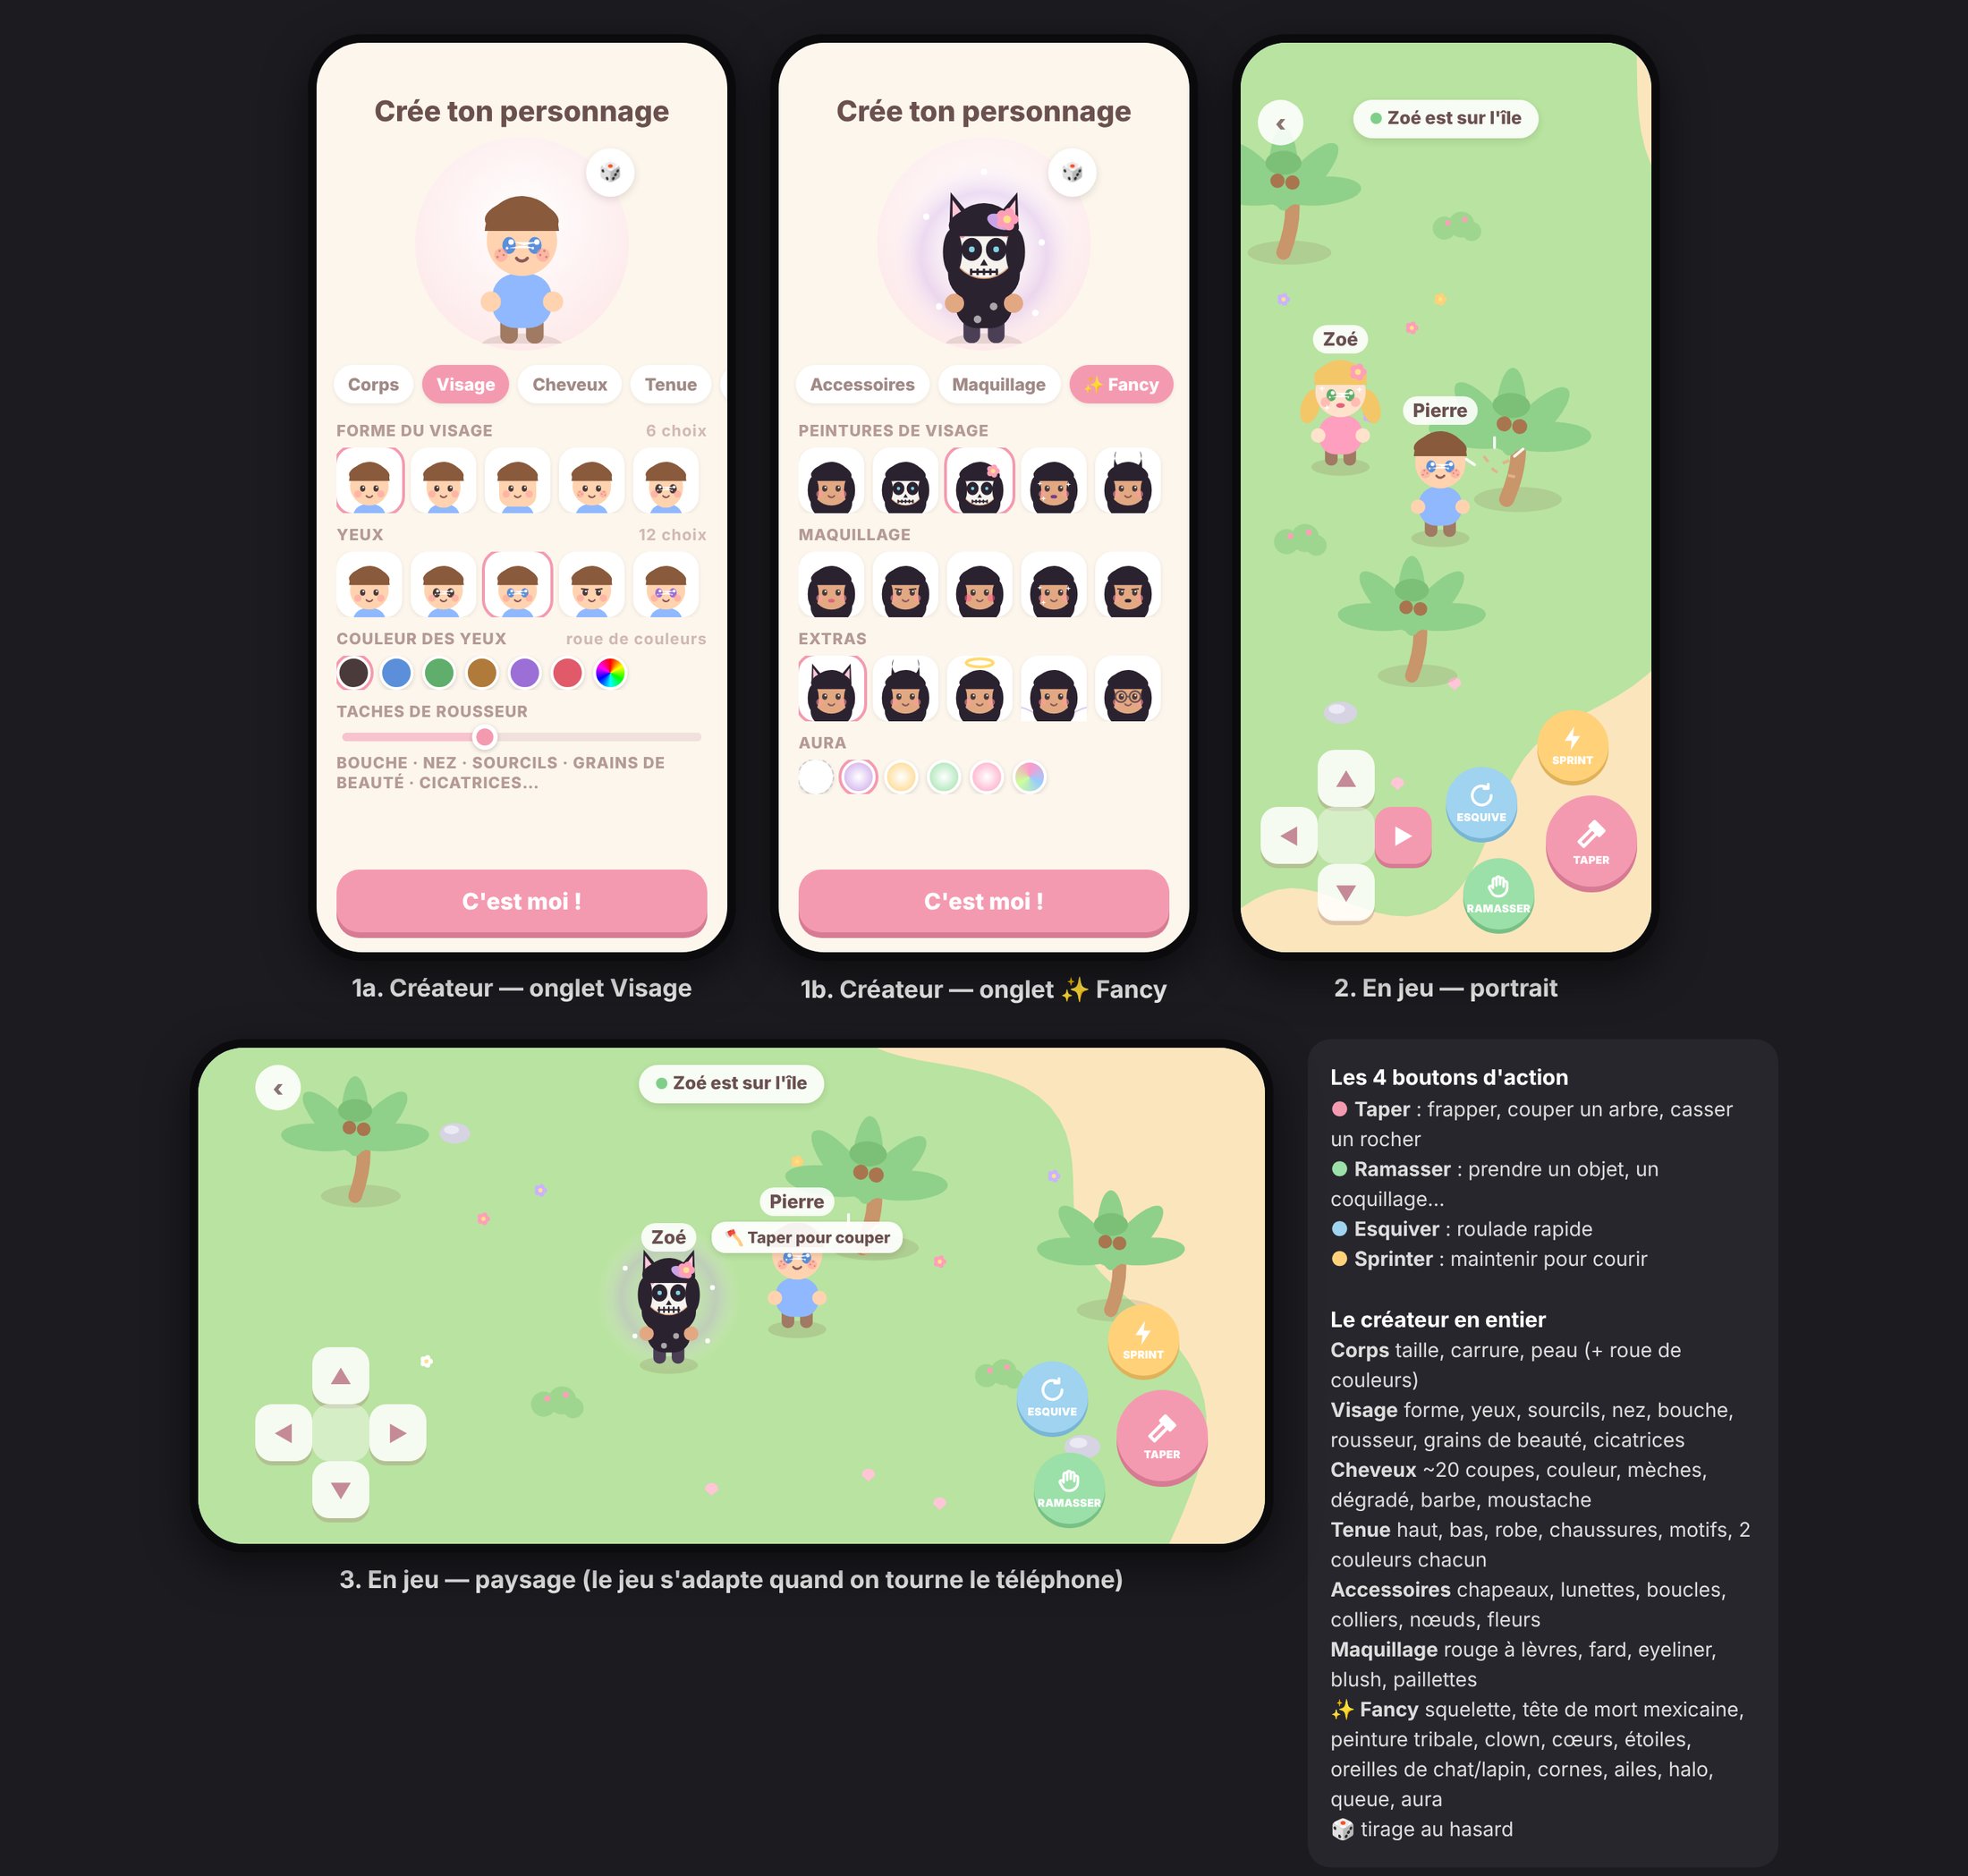 Crée ton personnage
🎲
Corps
Visage
Cheveux
Tenue
FORME DU VISAGE
6 choix
YEUX
12 choix
COULEUR DES YEUX
roue de couleurs
TACHES DE ROUSSEUR
BOUCHE · NEZ · SOURCILS · GRAINS DE
BEAUTÉ · CICATRICES...
C'est moi !
1a. Créateur — onglet Visage
Crée ton personnage
🎲
Accessoires
Maquillage
✨ Fancy
PEINTURES DE VISAGE
MAQUILLAGE
EXTRAS
AURA
C'est moi !
1b. Créateur — onglet ✨ Fancy
‹
Zoé est sur l'île
Zoé
Pierre
SPRINT
ESQUIVE
TAPER
RAMASSER
2. En jeu — portrait
‹
Zoé est sur l'île
Pierre
Zoé
🪓 Taper pour couper
SPRINT
ESQUIVE
TAPER
RAMASSER
3. En jeu — paysage (le jeu s'adapte quand on tourne le téléphone)
Les 4 boutons d'action
Taper : frapper, couper un arbre, casser
un rocher
Ramasser : prendre un objet, un
coquillage...
Esquiver : roulade rapide
Sprinter : maintenir pour courir
Le créateur en entier
Corps taille, carrure, peau (+ roue de
couleurs)
Visage forme, yeux, sourcils, nez, bouche,
rousseur, grains de beauté, cicatrices
Cheveux ~20 coupes, couleur, mèches,
dégradé, barbe, moustache
Tenue haut, bas, robe, chaussures, motifs, 2
couleurs chacun
Accessoires chapeaux, lunettes, boucles,
colliers, nœuds, fleurs
Maquillage rouge à lèvres, fard, eyeliner,
blush, paillettes
✨ Fancy squelette, tête de mort mexicaine,
peinture tribale, clown, cœurs, étoiles,
oreilles de chat/lapin, cornes, ailes, halo,
queue, aura
🎲 tirage au hasard